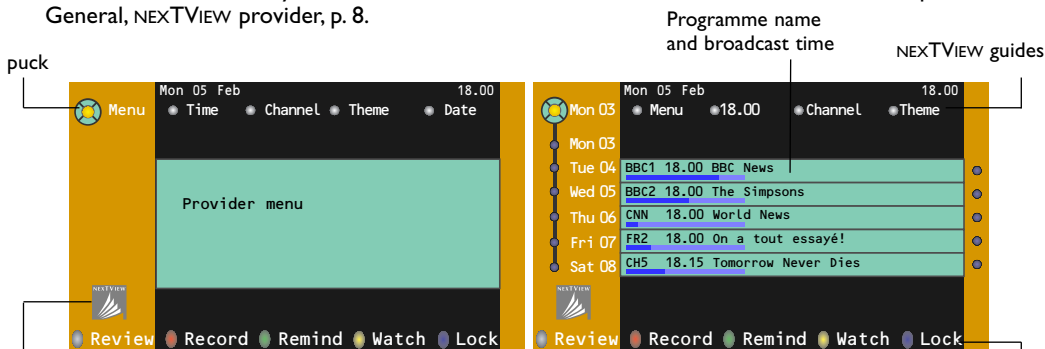 General, NEXTVIEW provider, p. 8.
Programme name
and broadcast time
NEXTVIEW guides
puck
Mon 05 Feb 18.00
Menu Time Channel Theme Date
Provider menu
NEXTVIEW
Review Record Remind Watch Lock
Mon 05 Feb 18.00
Mon 03 Menu 18.00 Channel Theme
Mon 03
Tue 04 BBC1 18.00 BBC News
Wed 05 BBC2 18.00 The Simpsons
Thu 06 CNN 18.00 World News
Fri 07 FR2 18.00 On a tout essayé!
Sat 08 CH5 18.15 Tomorrow Never Dies
NEXTVIEW
Review Record Remind Watch Lock